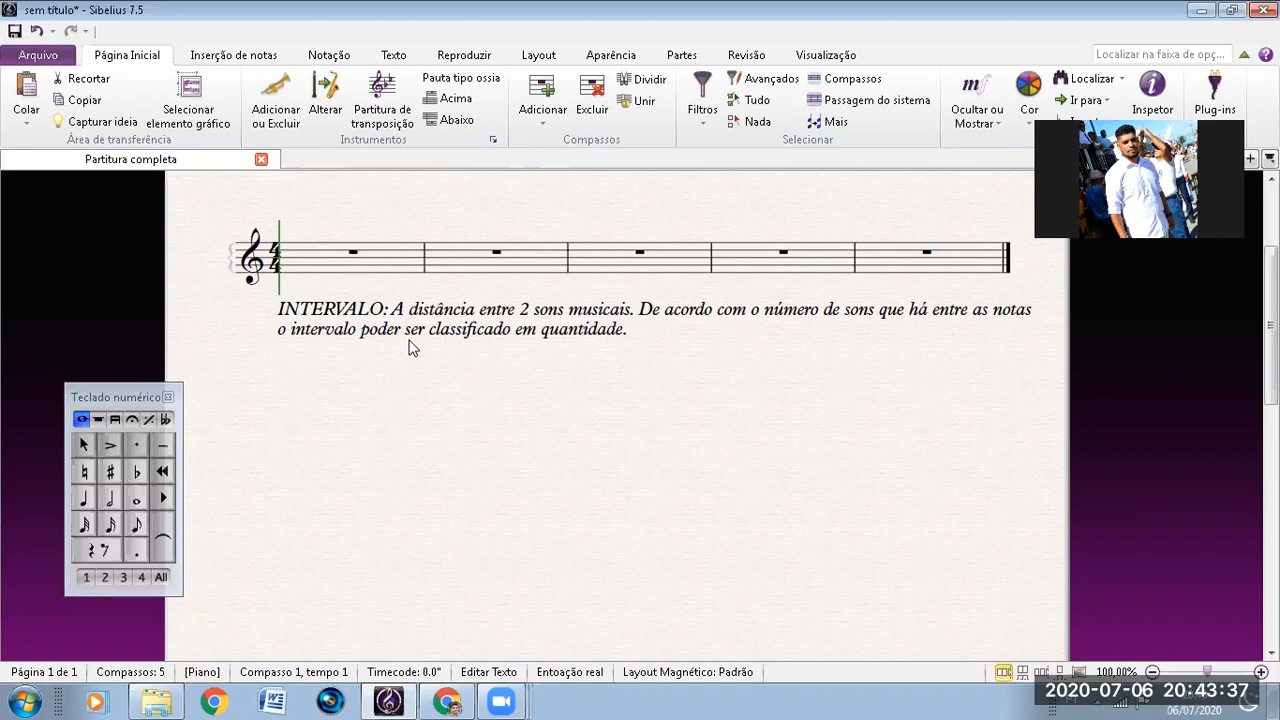 sem título* - Sibelius 7.5
Arquivo Página Inicial Inserção de notas Notação Texto Reproduzir Layout Aparência Partes Revisão Visualização Localizar na faixa de opç...
Colar
Recortar
Copiar
Capturar ideia
Selecionar elemento gráfico
Área de transferência
Adicionar ou Excluir
Alterar
Partitura de transposição
Pauta tipo ossia
Acima
Abaixo
Instrumentos
Adicionar
Excluir
Dividir
Unir
Compassos
Filtros
Avançados
Tudo
Nada
Compassos
Passagem do sistema
Mais
Selecionar
Ocultar ou Mostrar
Cor
Localizar
Ir para
Inspetor
Plug-ins
Partitura completa
INTERVALO: A distância entre 2 sons musicais. De acordo com o número de sons que há entre as notas
o intervalo poder ser classificado em quantidade.
Teclado numérico
1 2 3 4 All
Página 1 de 1 Compassos: 5 [Piano] Compasso 1, tempo 1 Timecode: 0.0" Editar Texto Entoação real Layout Magnético: Padrão 100,00%
2020-07-06 20:43:37
06/07/2020